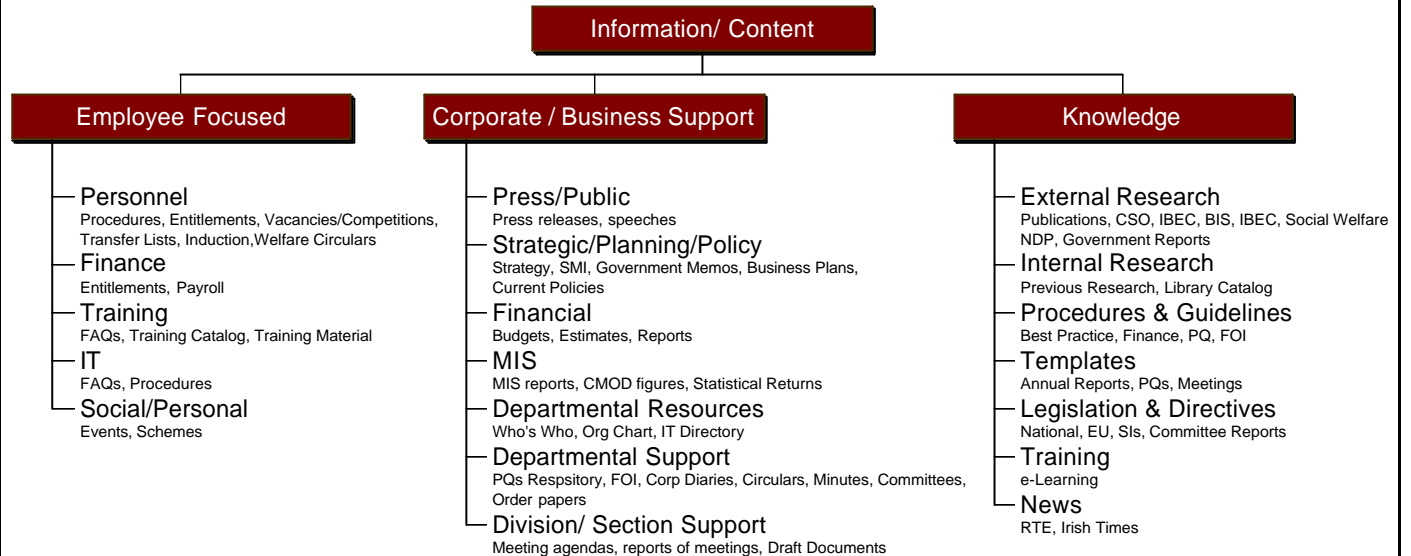 Information/ Content
Employee Focused
Personnel
Procedures, Entitlements, Vacancies/Competitions,
Transfer Lists, Induction,Welfare Circulars
Finance
Entitlements, Payroll
Training
FAQs, Training Catalog, Training Material
IT
FAQs, Procedures
Social/Personal
Events, Schemes
Corporate / Business Support
Press/Public
Press releases, speeches
Strategic/Planning/Policy
Strategy, SMI, Government Memos, Business Plans,
Current Policies
Financial
Budgets, Estimates, Reports
MIS
MIS reports, CMOD figures, Statistical Returns
Departmental Resources
Who's Who, Org Chart, IT Directory
Departmental Support
PQs Respsitory, FOI, Corp Diaries, Circulars, Minutes, Committees,
Order papers
Division/ Section Support
Meeting agendas, reports of meetings, Draft Documents
Knowledge
External Research
Publications, CSO, IBEC, BIS, IBEC, Social Welfare
NDP, Government Reports
Internal Research
Previous Research, Library Catalog
Procedures & Guidelines
Best Practice, Finance, PQ, FOI
Templates
Annual Reports, PQs, Meetings
Legislation & Directives
National, EU, SIs, Committee Reports
Training
e-Learning
News
RTE, Irish Times